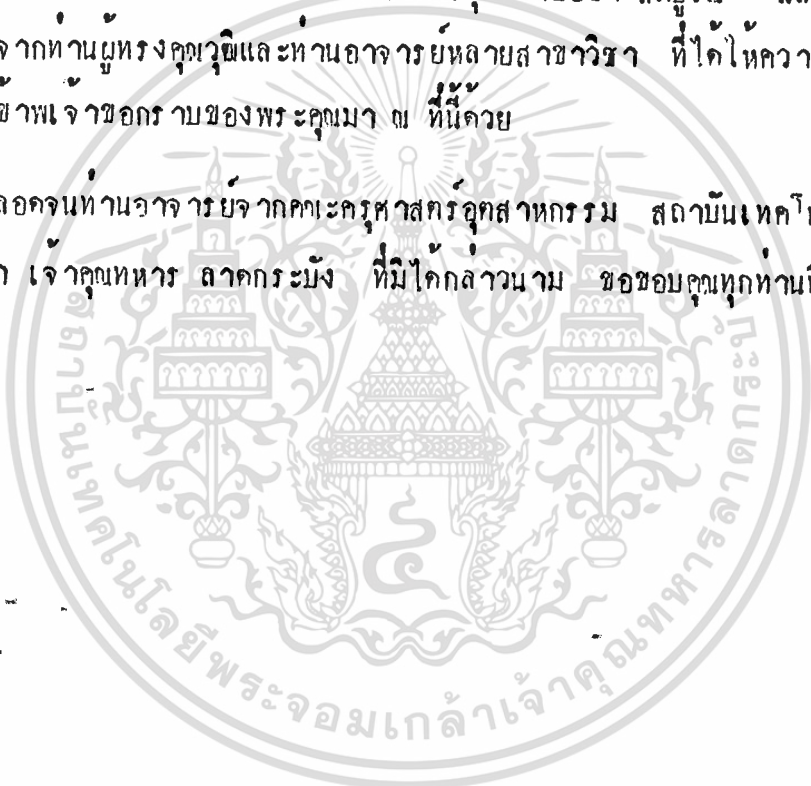 จากท่านผู้ทรงคุณวุฒิและท่านอาจารย์หลายสาขาวิชา ที่ได้ให้ควา
ข้าพเจ้าขอกราบขอบพระคุณมา ณ ที่นี้ด้วย
ลอดจนท่านอาจารย์จากคณะครุศาสตร์อุตสาหกรรม สถาบันเทคโ
า เจ้าคุณทหาร ลาดกระบัง ที่มิได้กล่าวนาม ขอขอบคุณทุกท่าน
สถาบันเทคโนโลยีพระจอมเกล้าเจ้าคุณทหารลาดกระบัง
๔